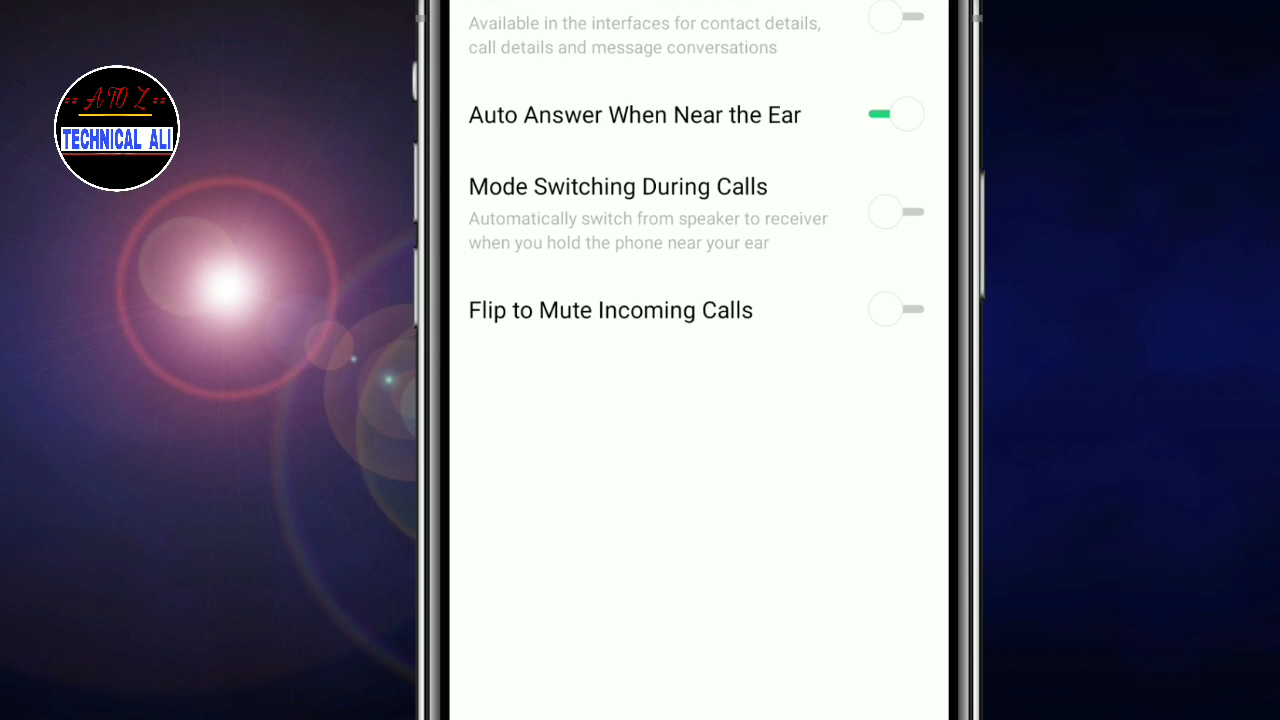 Available in the interfaces for contact details,
call details and message conversations
== A TO Z ==
TECHNICAL ALI
Auto Answer When Near the Ear
Mode Switching During Calls
Automatically switch from speaker to receiver
when you hold the phone near your ear
Flip to Mute Incoming Calls